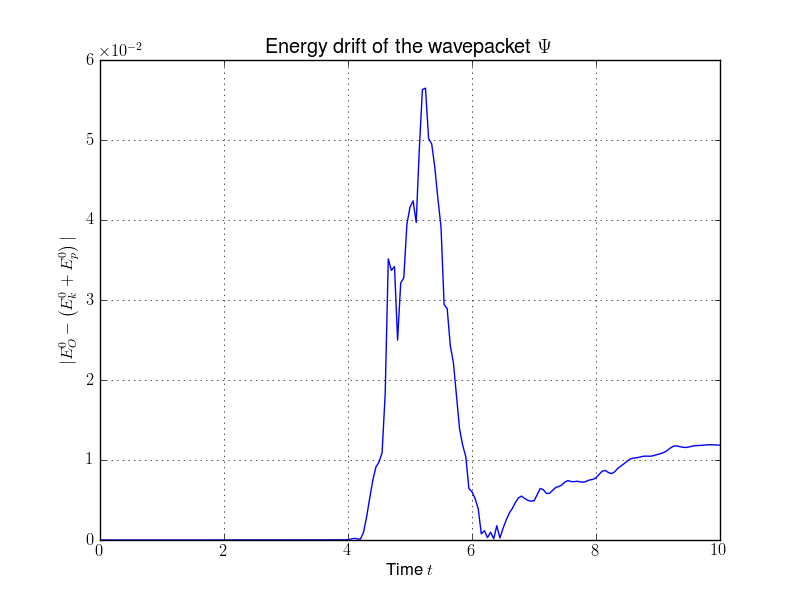 Energy drift of the wavepacket Ψ
×10⁻²
6
5
4
3
2
1
0
|E_O^0 − (E_k^0 + E_p^0) |
0 2 4 6 8 10
Time t